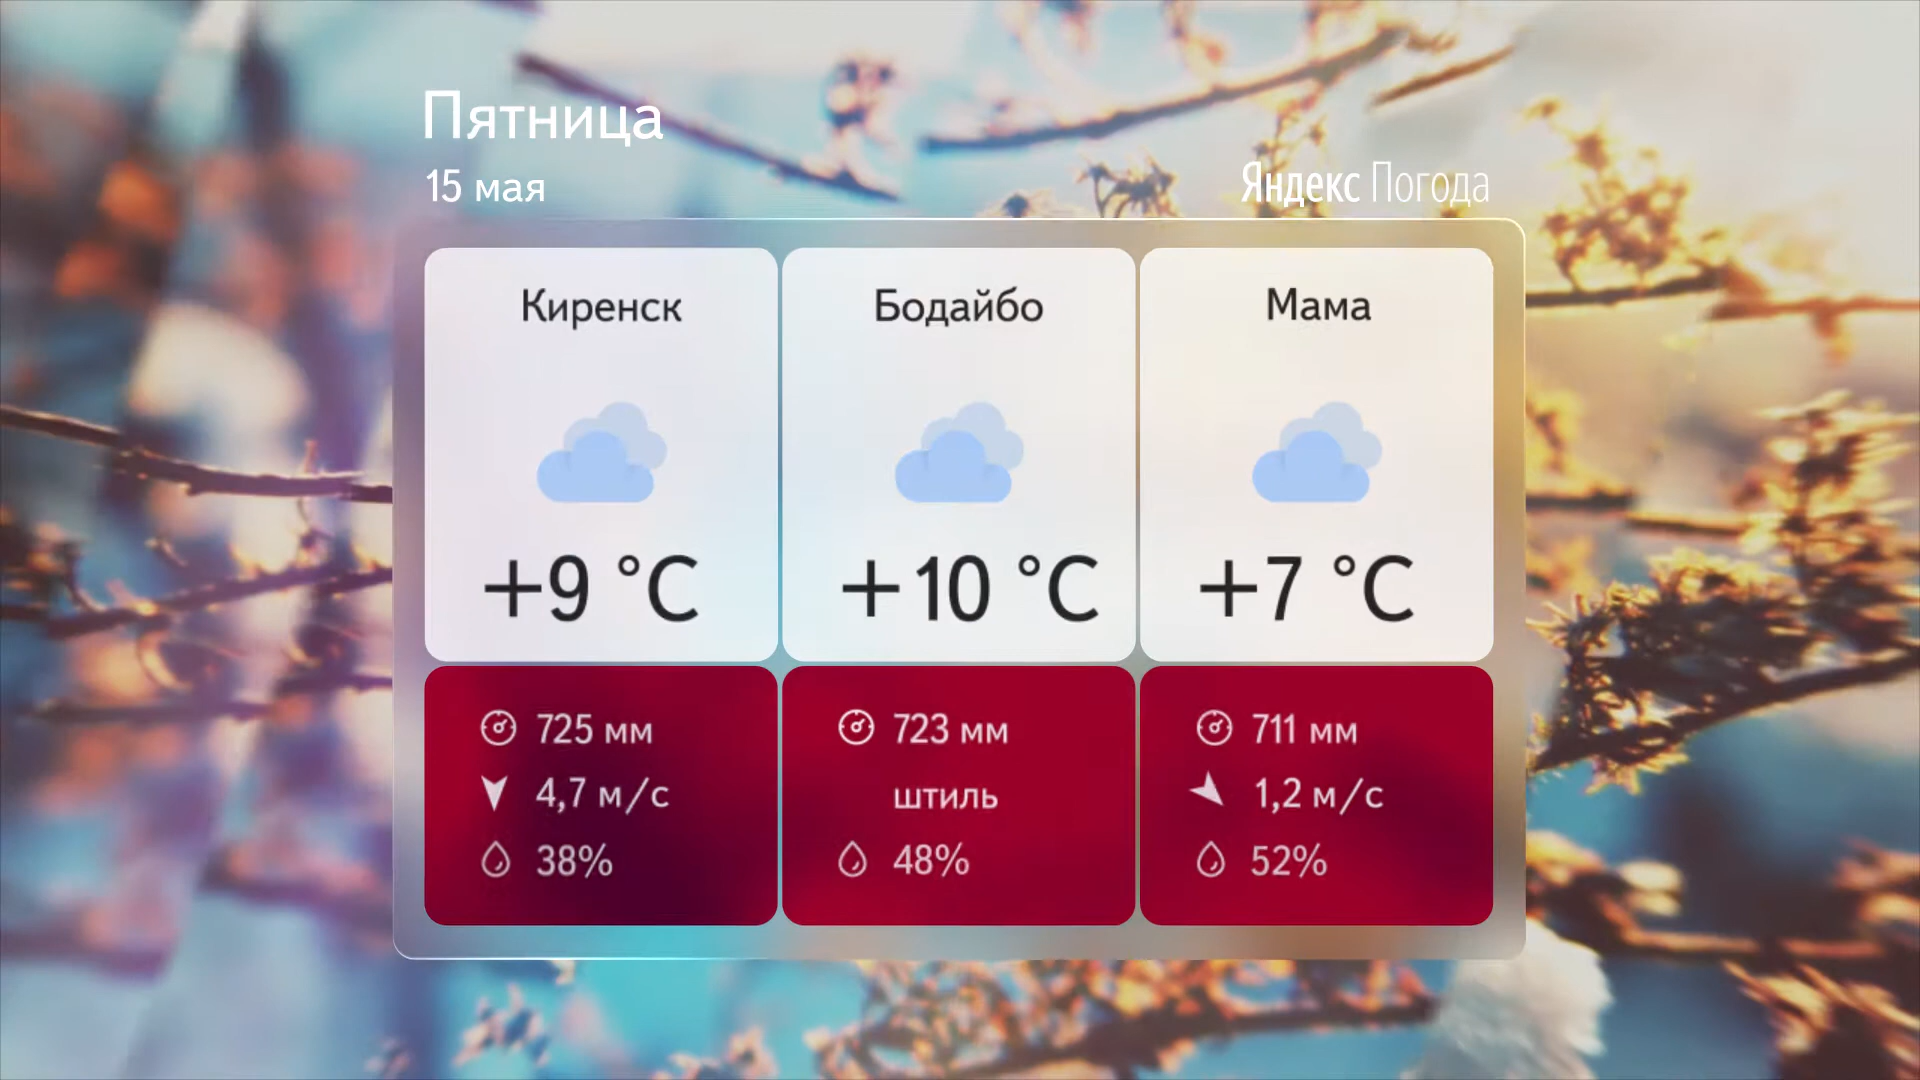 Пятница
15 мая
Яндекс Погода
Киренск
+9 °C
725 мм
4,7 м/с
38%
Бодайбо
+10 °C
723 мм
штиль
48%
Мама
+7 °C
711 мм
1,2 м/с
52%